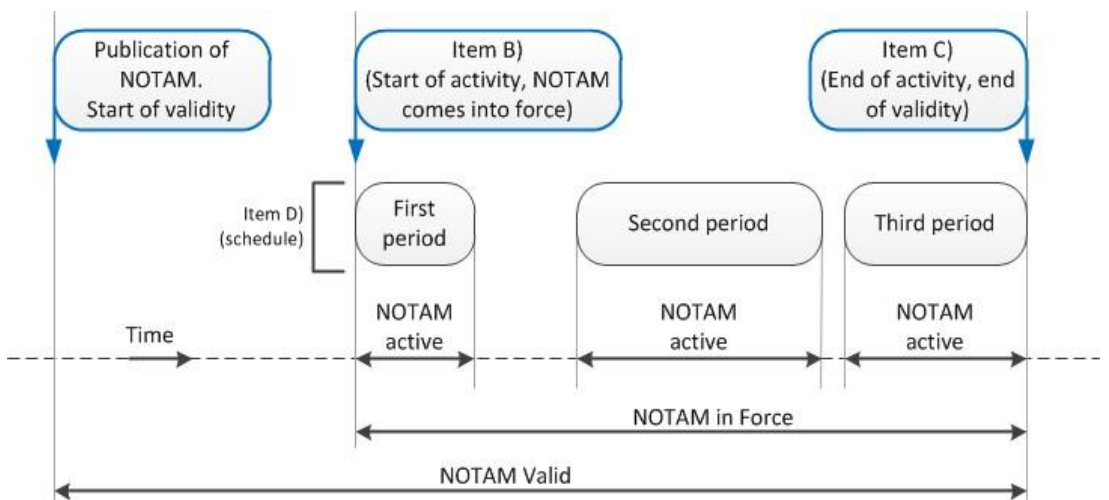 Publication of
NOTAM.
Start of validity
Item B)
(Start of activity, NOTAM
comes into force)
Item C)
(End of activity, end
of validity)
Item D)
(schedule)
First
period
Second period
Third period
Time
NOTAM
active
NOTAM
active
NOTAM
active
NOTAM in Force
NOTAM Valid